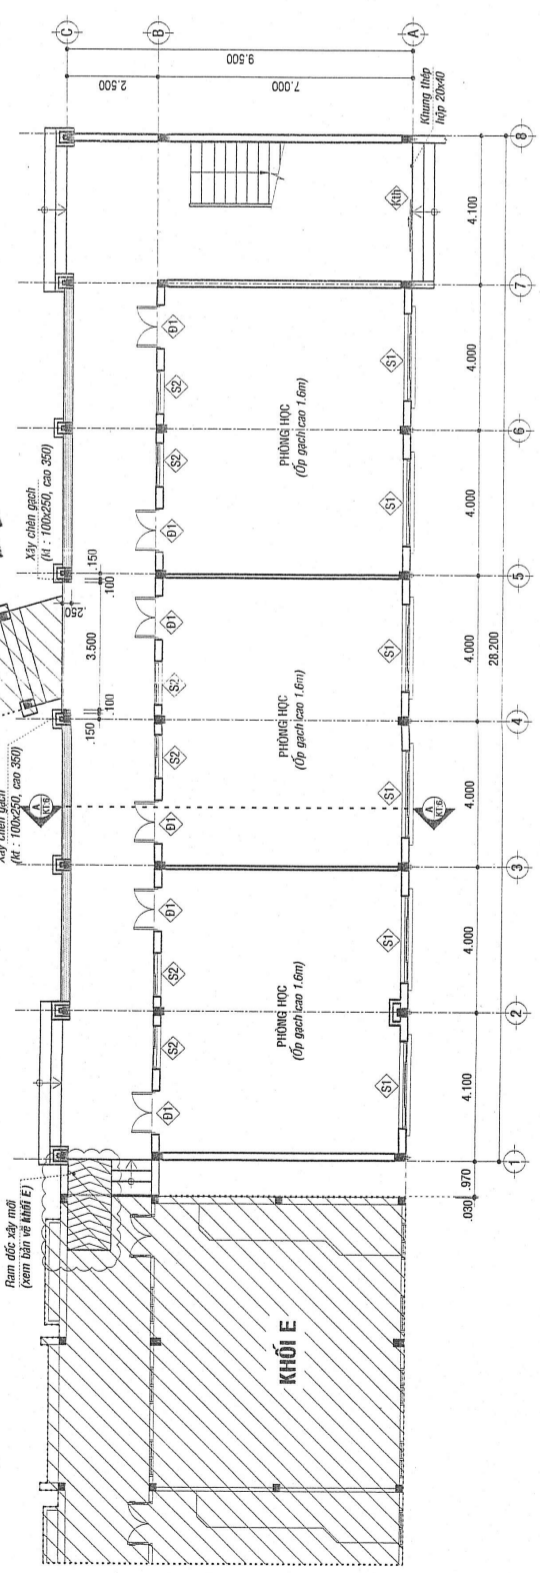 C
B
A
9.500
2.500
7.000
Khung thép
hộp 20x40
8
4.100
Kth
7
4.000
Đ1
S1
S2
PHÒNG HỌC
(Ốp gạch cao 1.6m)
6
S2
S1
4.000
Đ1
Xây chèn gạch
(kt : 100x250, cao 350)
.150
.100
5
.250
3.500
Đ1
S1
4.000
28.200
S2
PHÒNG HỌC
(Ốp gạch cao 1.6m)
.100
.150
4
Xây chèn gạch
(kt : 100x250, cao 350)
S2
S1
4.000
A
KT:6
A
KT:6
Đ1
3
Đ1
S1
4.000
S2
PHÒNG HỌC
(Ốp gạch cao 1.6m)
2
S2
S1
4.100
Đ1
1
Ram dốc xây mới
(xem bản vẽ khối E)
.970
.030
KHỐI E